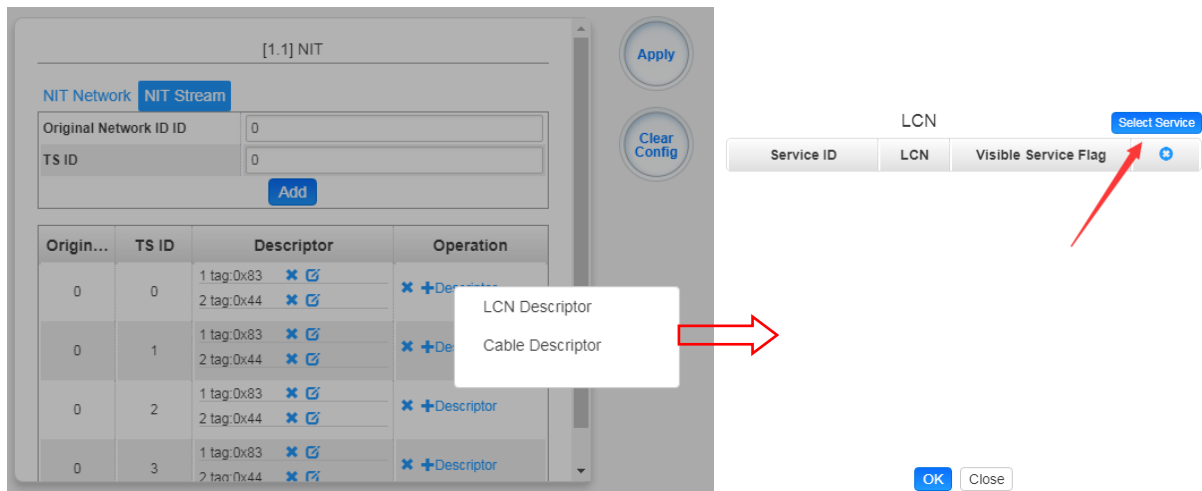 [1.1] NIT
Apply
NIT Network NIT Stream
Original Network ID ID 0
TS ID 0
Add
Clear
Config
Origin... TS ID Descriptor Operation
0 0 1 tag:0x83
2 tag:0x44
0 1 1 tag:0x83
2 tag:0x44
0 2 1 tag:0x83 Descriptor
2 tag:0x44
0 3 1 tag:0x83 Descriptor
2 tag:0x44
LCN Descriptor
Cable Descriptor
LCN Select Service
Service ID LCN Visible Service Flag
OK Close